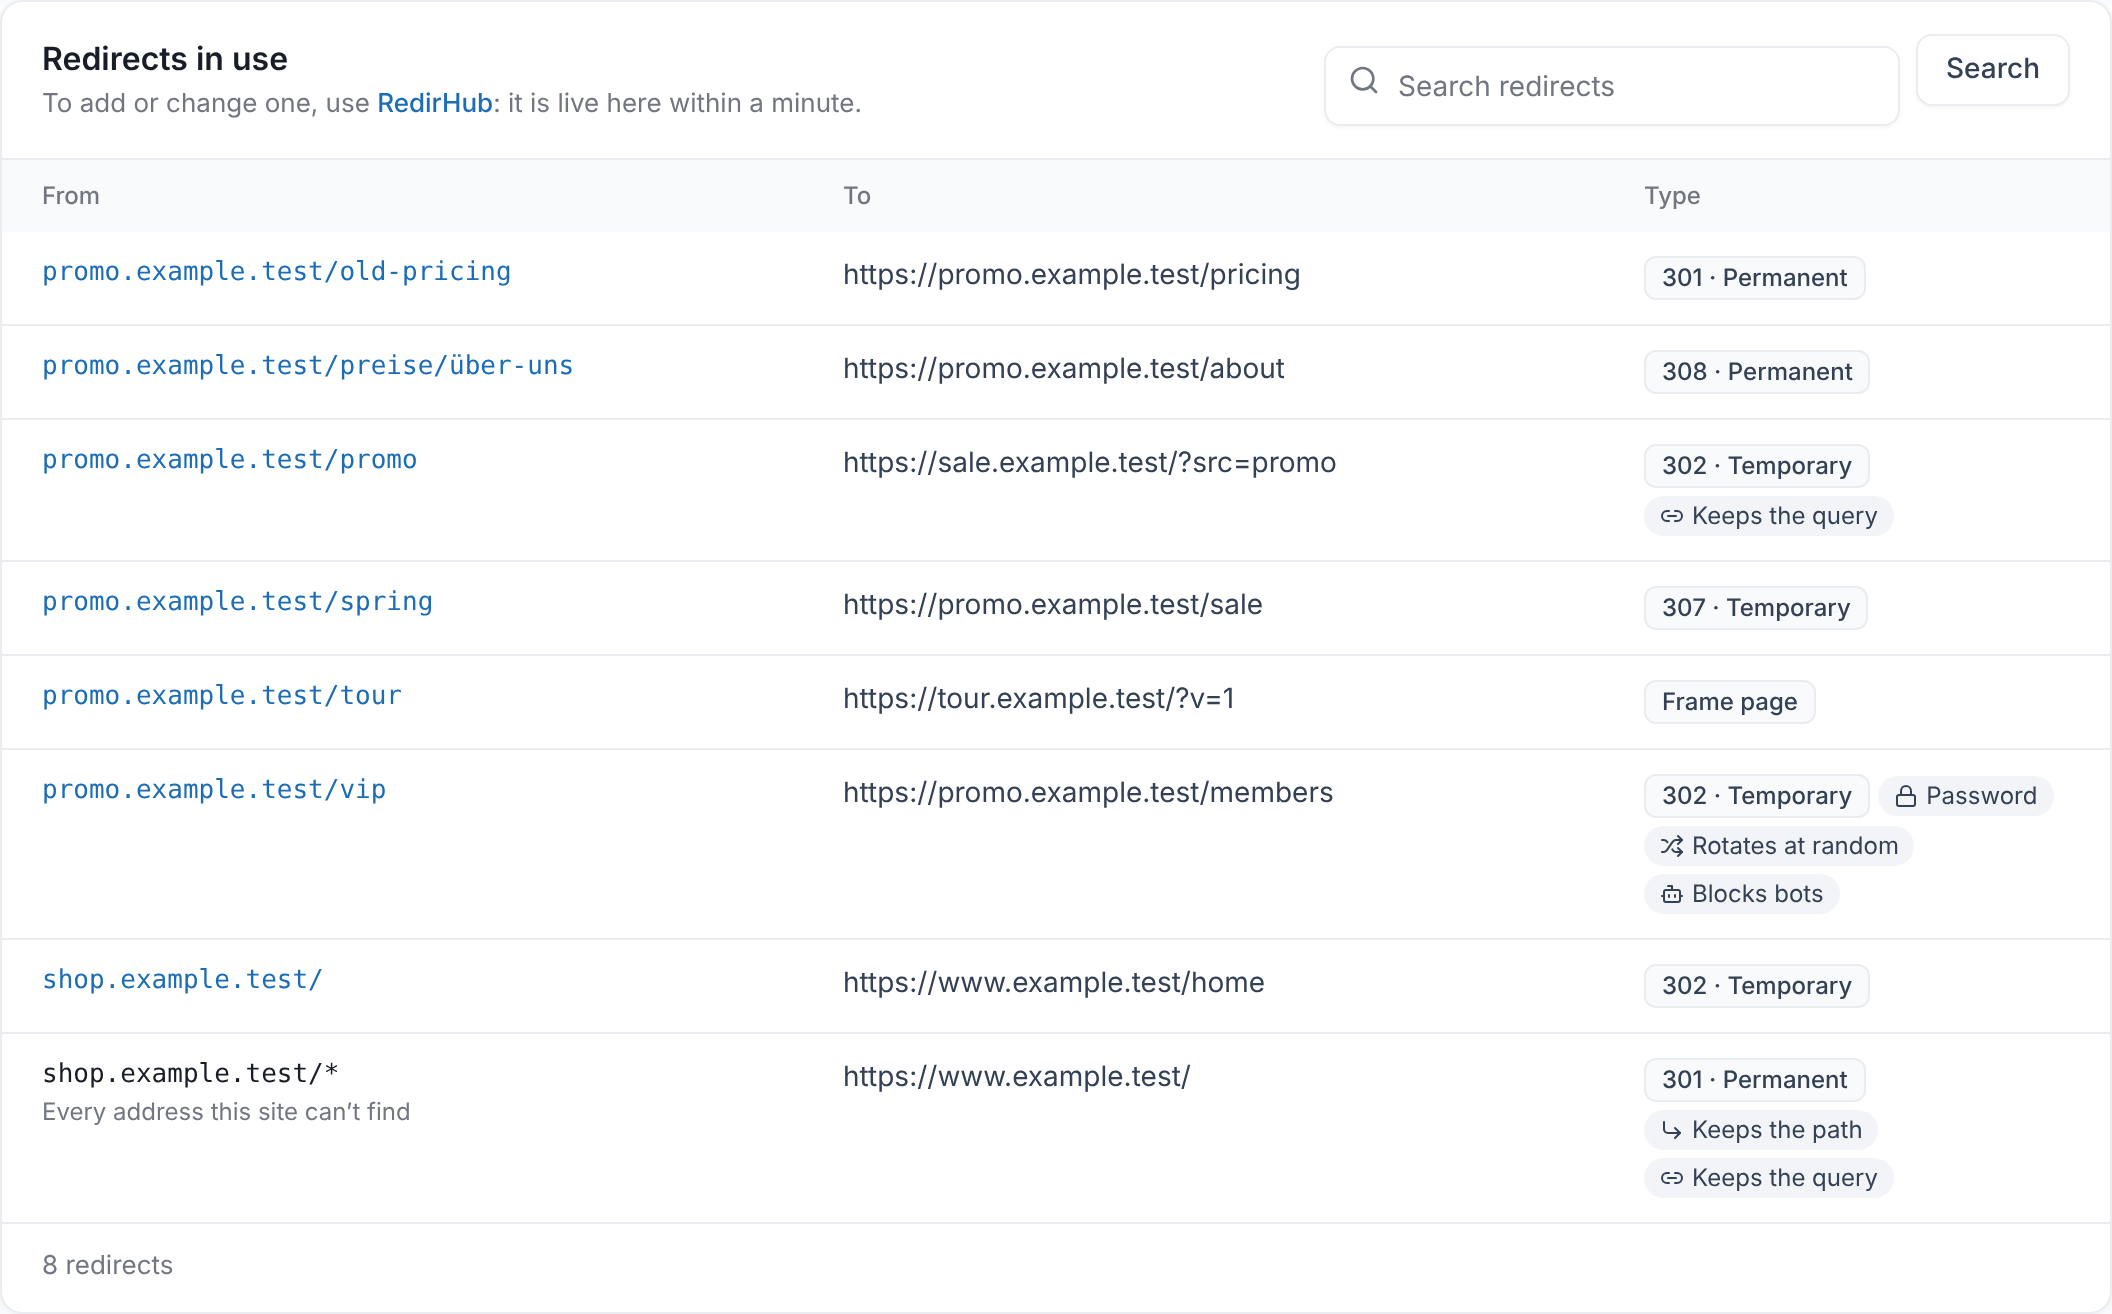 Redirects in use
To add or change one, use RedirHub: it is live here within a minute.
Search redirects
Search
From To Type
promo.example.test/old-pricing https://promo.example.test/pricing 301 · Permanent
promo.example.test/preise/über-uns https://promo.example.test/about 308 · Permanent
promo.example.test/promo https://sale.example.test/?src=promo 302 · Temporary
Keeps the query
promo.example.test/spring https://promo.example.test/sale 307 · Temporary
promo.example.test/tour https://tour.example.test/?v=1 Frame page
promo.example.test/vip https://promo.example.test/members 302 · Temporary Password
Rotates at random
Blocks bots
shop.example.test/ https://www.example.test/home 302 · Temporary
shop.example.test/* https://www.example.test/ 301 · Permanent
Every address this site can’t find
Keeps the path
Keeps the query
8 redirects